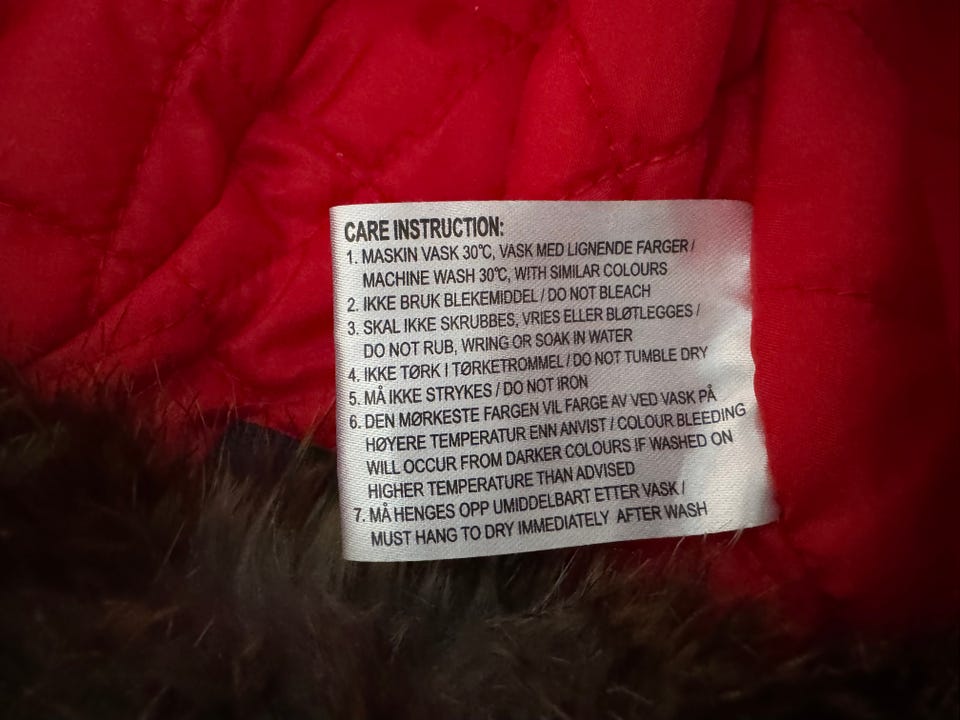 CARE INSTRUCTION:
1. MASKIN VASK 30℃, VASK MED LIGNENDE FARGER /
MACHINE WASH 30℃, WITH SIMILAR COLOURS
2. IKKE BRUK BLEKEMIDDEL / DO NOT BLEACH
3. SKAL IKKE SKRUBBES, VRIES ELLER BLØTLEGGES /
DO NOT RUB, WRING OR SOAK IN WATER
4. IKKE TØRK I TØRKETROMMEL / DO NOT TUMBLE DRY
5. MÅ IKKE STRYKES / DO NOT IRON
6. DEN MØRKESTE FARGEN VIL FARGE AV VED VASK PÅ
HØYERE TEMPERATUR ENN ANVIST / COLOUR BLEEDING
WILL OCCUR FROM DARKER COLOURS IF WASHED ON
HIGHER TEMPERATURE THAN ADVISED
7. MÅ HENGES OPP UMIDDELBART ETTER VASK /
MUST HANG TO DRY IMMEDIATELY AFTER WASH